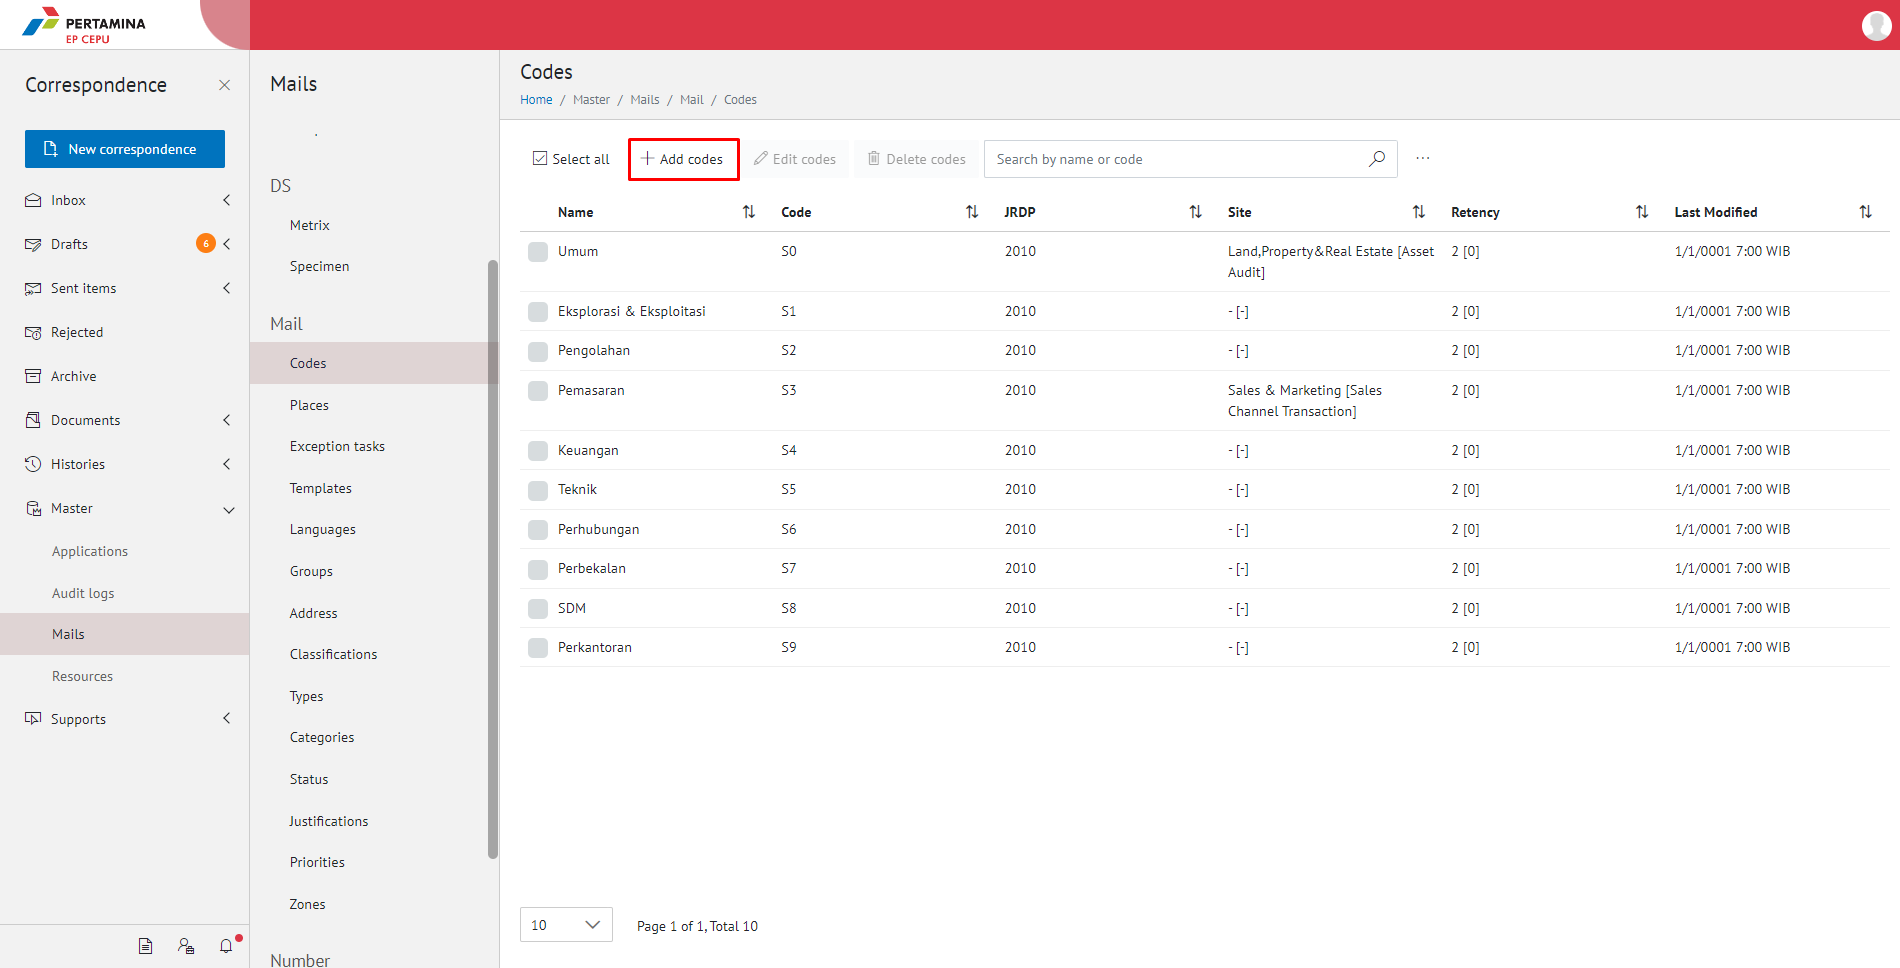 PERTAMINA
EP CEPU
Correspondence
New correspondence
Inbox
Drafts
6
Sent items
Rejected
Archive
Documents
Histories
Master
Applications
Audit logs
Mails
Resources
Supports
Mails
DS
Metrix
Specimen
Mail
Codes
Places
Exception tasks
Templates
Languages
Groups
Address
Classifications
Types
Categories
Status
Justifications
Priorities
Zones
Number
Codes
Home / Master / Mails / Mail / Codes
Select all Add codes Edit codes Delete codes Search by name or code ...
Name Code JRDP Site Retency Last Modified
Umum S0 2010 Land,Property&Real Estate [Asset 2 [0] 1/1/0001 7:00 WIB
Audit]
Eksplorasi & Eksploitasi S1 2010 - [-] 2 [0] 1/1/0001 7:00 WIB
Pengolahan S2 2010 - [-] 2 [0] 1/1/0001 7:00 WIB
Pemasaran S3 2010 Sales & Marketing [Sales 2 [0] 1/1/0001 7:00 WIB
Channel Transaction]
Keuangan S4 2010 - [-] 2 [0] 1/1/0001 7:00 WIB
Teknik S5 2010 - [-] 2 [0] 1/1/0001 7:00 WIB
Perhubungan S6 2010 - [-] 2 [0] 1/1/0001 7:00 WIB
Perbekalan S7 2010 - [-] 2 [0] 1/1/0001 7:00 WIB
SDM S8 2010 - [-] 2 [0] 1/1/0001 7:00 WIB
Perkantoran S9 2010 - [-] 2 [0] 1/1/0001 7:00 WIB
10 Page 1 of 1, Total 10